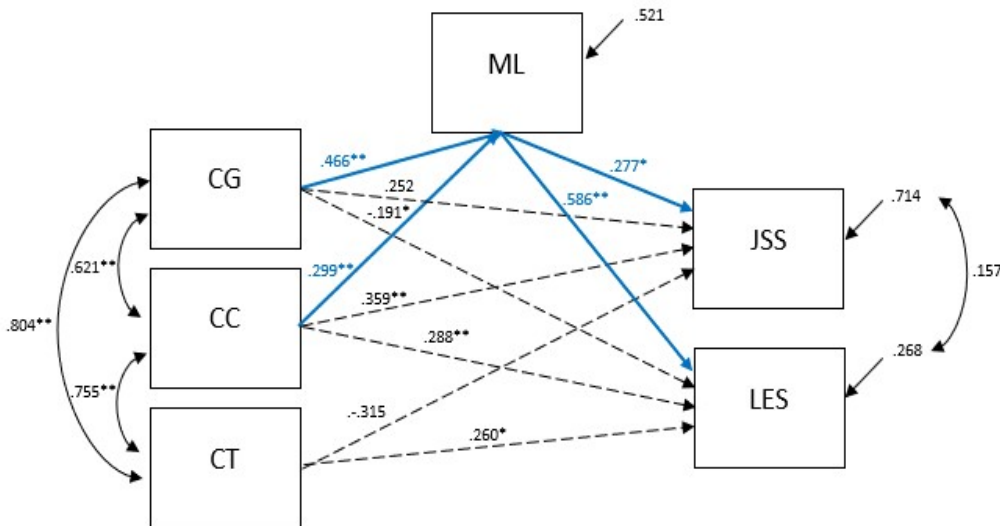 .521
ML
.466**
.277*
CG
.252
.586**
-.191*
.714
JSS
.621**
.299**
.157
.359**
CC
.804**
.288**
.268
.755**
LES
.-.315
.260*
CT